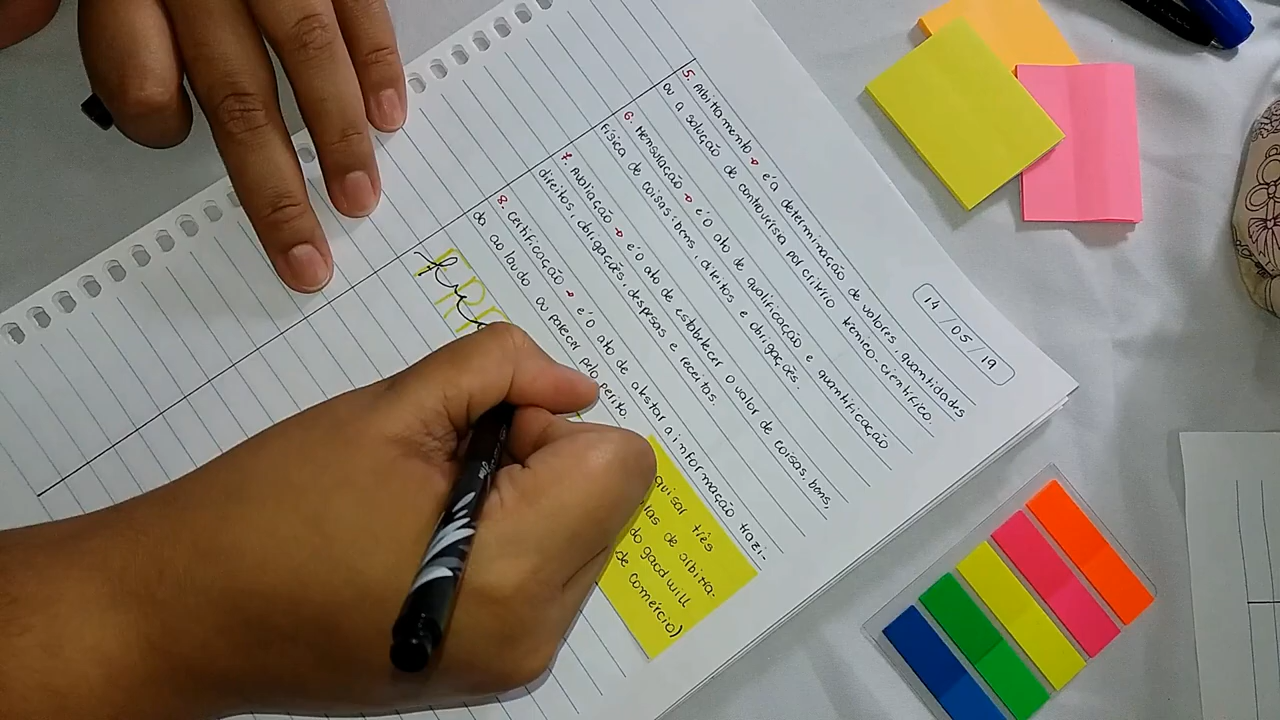 14 / 05 / 19
5. Arbitramento → é a determinação de valores, quantidades
ou a solução de controvérsia por critério técnico-científico.
6. Mensuração → é o ato de qualificação e quantificação
física de coisas, bens, direitos e obrigações.
7. Avaliação → é o ato de estabelecer o valor de coisas, bens,
direitos, obrigações, despesas e receitas.
8. Certificação → é o ato de atestar a informação trazi-
da ao laudo ou parecer pelo perito.
quisar três
de arbitra-
do goodwill
de comércio)